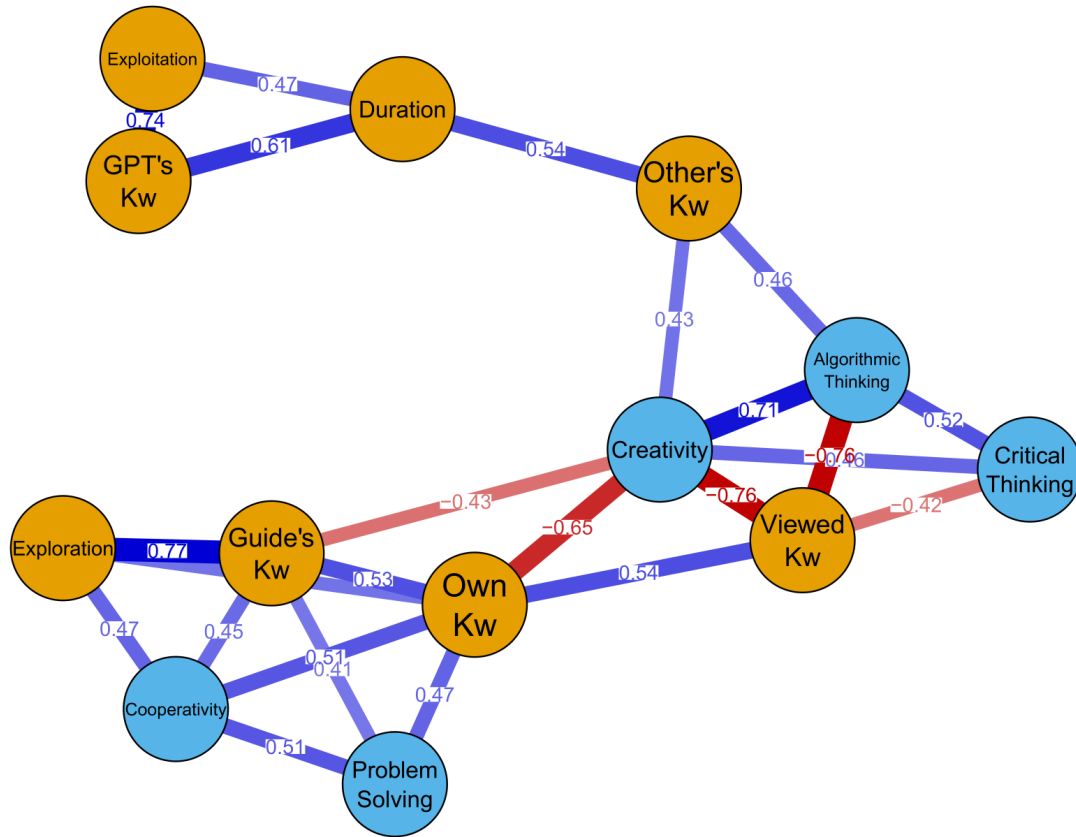 Exploitation
0.47
Duration
0.74
0.61
GPT's
Kw
0.54
Other's
Kw
0.46
0.43
Algorithmic
Thinking
0.71
0.52
Creativity
−0.76
0.46
Critical
Thinking
−0.43
−0.76
−0.42
Viewed
Kw
−0.65
Exploration
0.77
Guide's
Kw
0.53
0.54
Own
Kw
0.47
0.45
0.51
0.41
0.47
Cooperativity
0.51
Problem
Solving